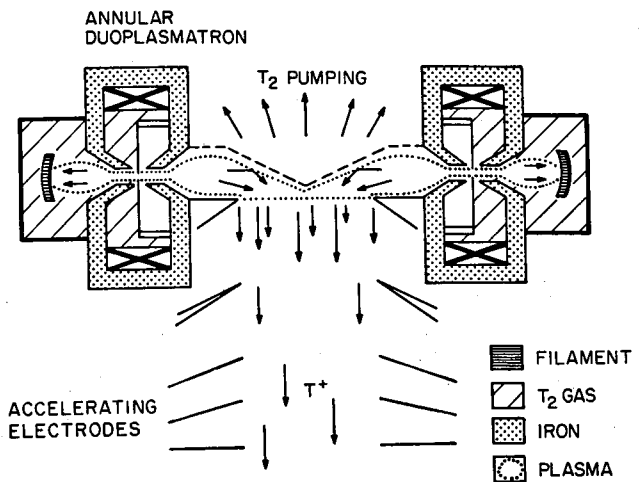 ANNULAR
DUOPLASMATRON
T₂ PUMPING
T⁺
ACCELERATING
ELECTRODES
FILAMENT
T₂ GAS
IRON
PLASMA